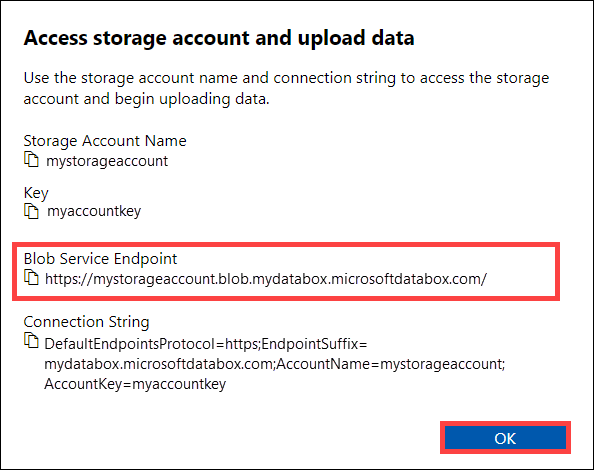 Access storage account and upload data
Use the storage account name and connection string to access the storage
account and begin uploading data.
Storage Account Name
mystorageaccount
Key
myaccountkey
Blob Service Endpoint
https://mystorageaccount.blob.mydatabox.microsoftdatabox.com/
Connection String
DefaultEndpointsProtocol=https;EndpointSuffix=
mydatabox.microsoftdatabox.com;AccountName=mystorageaccount;
AccountKey=myaccountkey
OK